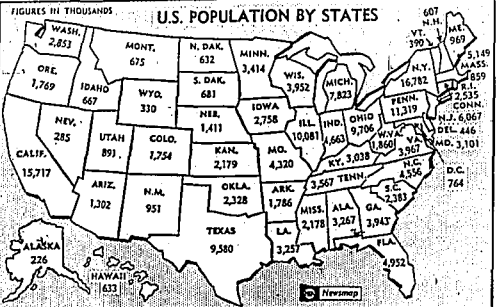 FIGURES IN THOUSANDS
U.S. POPULATION BY STATES
WASH.
2,853
ORE.
1,769
CALIF.
15,717
NEV.
285
IDAHO
667
MONT.
675
WYO.
330
UTAH
891
COLO.
1,754
ARIZ.
1,302
N.M.
951
N. DAK.
632
S. DAK.
681
NEB.
1,411
KAN.
2,179
OKLA.
2,328
TEXAS
9,580
MINN.
3,414
IOWA
2,758
MO.
4,320
ARK.
1,786
LA.
3,257
WIS.
3,952
ILL.
10,081
MICH.
7,823
IND.
4,663
OHIO
9,706
KY. 3,038
3,567 TENN.
MISS.
2,178
ALA.
3,267
GA.
3,943
FLA.
4,952
S.C.
2,383
N.C.
4,556
VA.
3,967
W.VA.
1,860
PENN.
11,319
N.Y.
16,782
VT.
390
607
N.H.
ME.
969
5,149
MASS.
859
R.I.
2,535
CONN.
N.J. 6,067
DEL. 446
MD. 3,101
D.C.
764
ALASKA
226
HAWAII
633
Newsmap